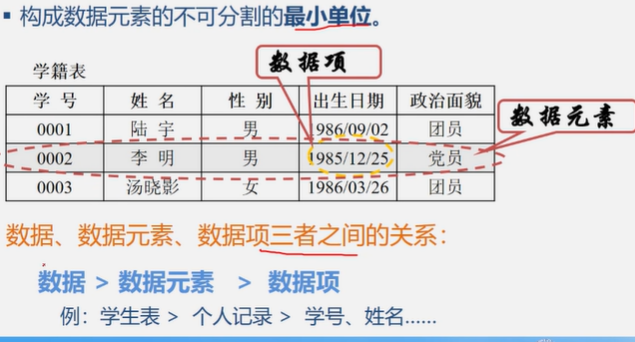 ▪ 构成数据元素的不可分割的最小单位。
数据项
学籍表
学 号 姓 名 性 别 出生日期 政治面貌
数据元素
0001 陆 宇 男 1986/09/02 团员
0002 李 明 男 1985/12/25 党员
0003 汤晓影 女 1986/03/26 团员
数据、数据元素、数据项三者之间的关系：
数据 > 数据元素 > 数据项
例：学生表 > 个人记录 > 学号、姓名……